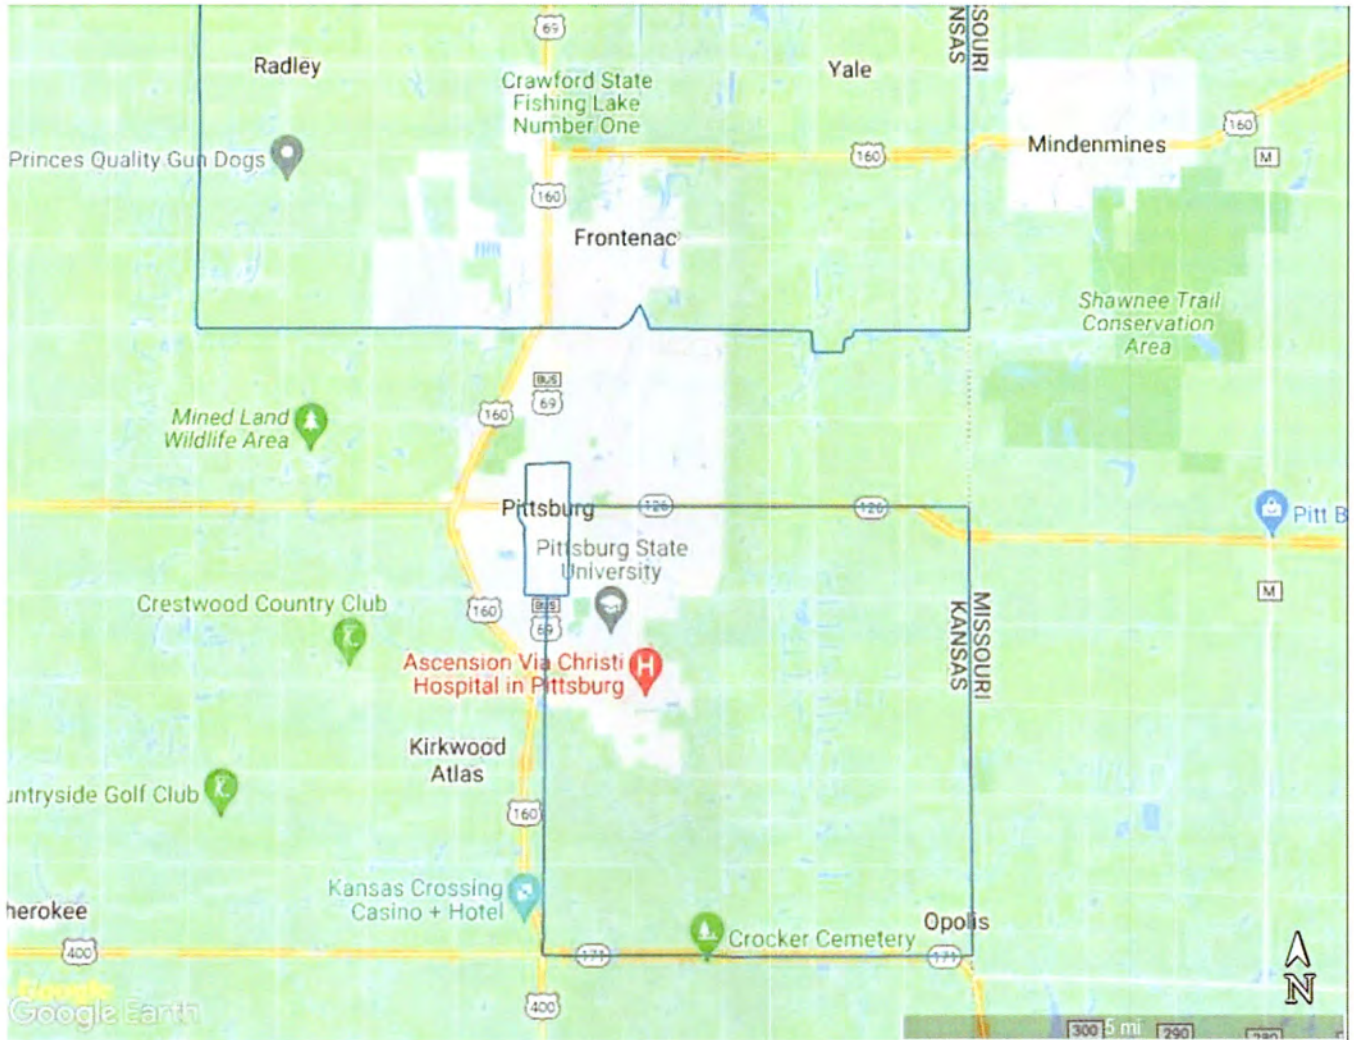 69
SOURI
NSAS
Radley
Yale
Crawford State
Fishing Lake
Number One
160
Mindenmines
M
Princes Quality Gun Dogs
160
160
Frontenac
Shawnee Trail
Conservation
Area
BUS
69
160
Mined Land
Wildlife Area
Pittsburg
126
126
Pitt B
Pittsburg State
University
M
Crestwood Country Club
160
BUS
69
MISSOURI
KANSAS
Ascension Via Christi
Hospital in Pittsburg
Kirkwood
Atlas
untryside Golf Club
160
Kansas Crossing
Casino + Hotel
herokee
Opolis
Crocker Cemetery
400
171
171
Google
Google Earth
400
N
300
5 mi
290